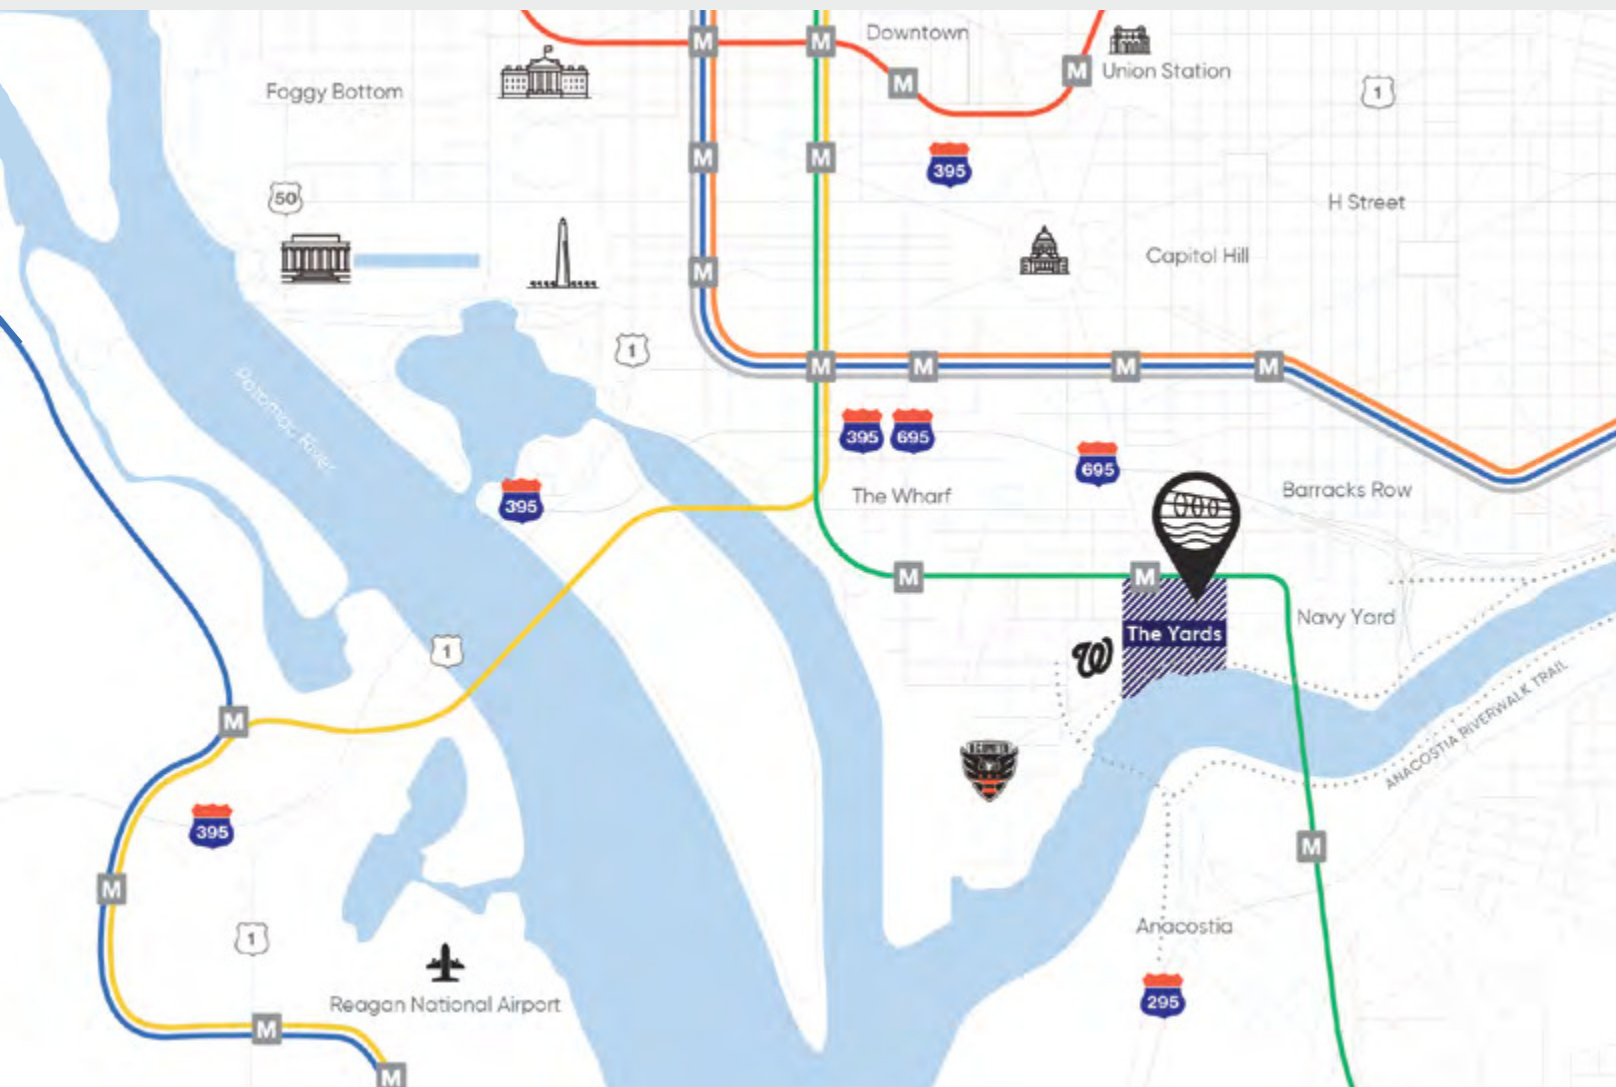 M
M
Downtown
M
M
Union Station
Foggy Bottom
1
M
M
395
50
H Street
Capitol Hill
M
1
M
M
M
M
Potomac River
395
695
695
395
The Wharf
Barracks Row
M
M
Navy Yard
The Yards
1
W
M
ANACOSTIA RIVERWALK TRAIL
395
M
M
1
Anacostia
Reagan National Airport
295
M
M